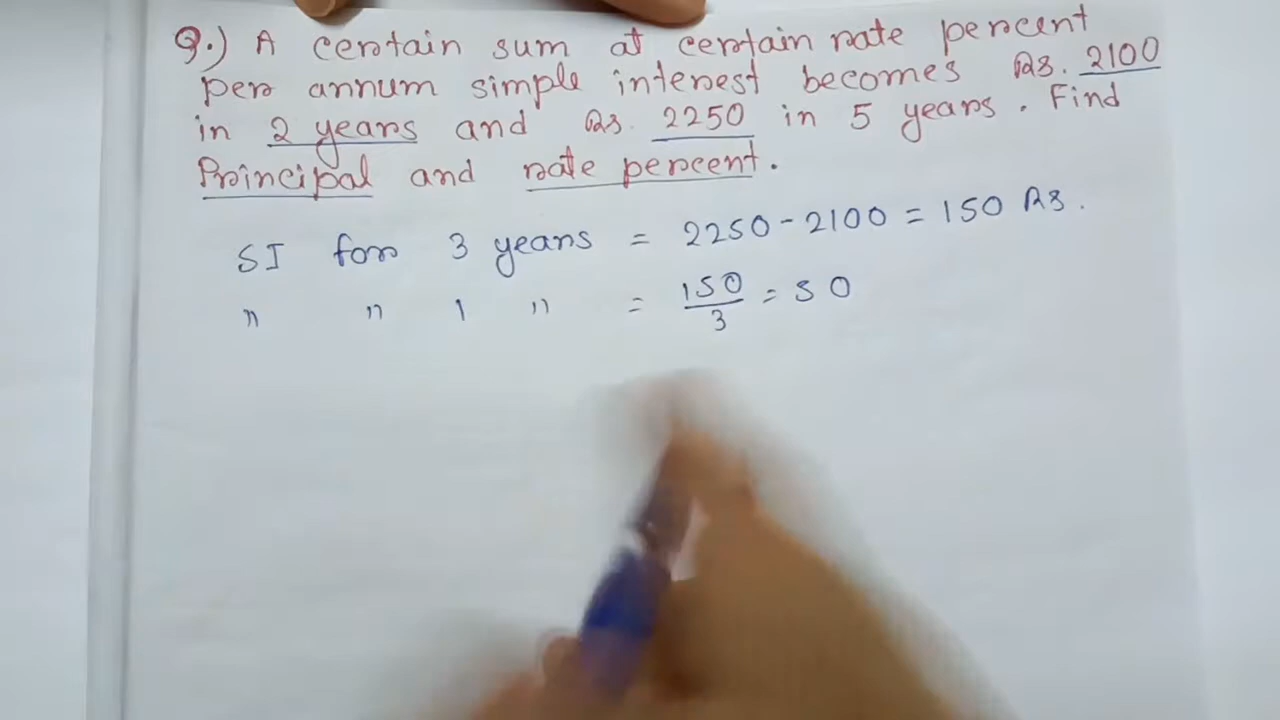 Q.) A certain sum at certain rate percent
per annum simple interest becomes Rs. 2100
in 2 years and Rs. 2250 in 5 years. Find
Principal and rate percent.
SI for 3 years = 2250 - 2100 = 150 Rs.
" " 1 " = 150/3 = 50